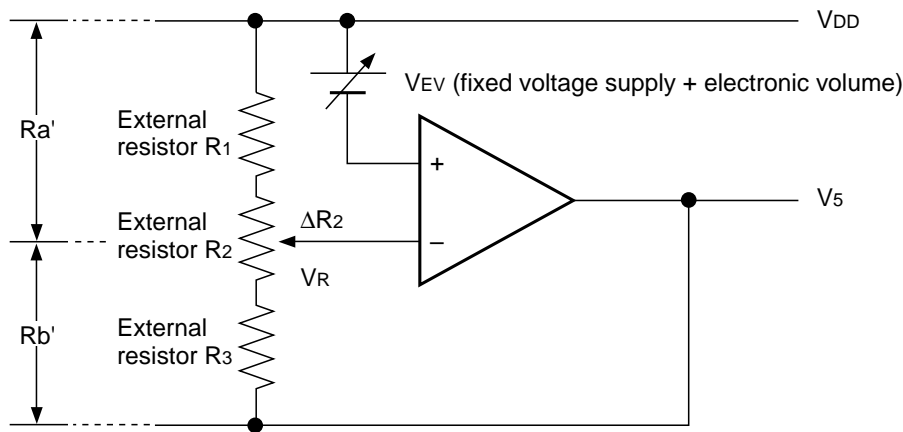 VDD
VEV (fixed voltage supply + electronic volume)
Ra'
External
resistor R1
+
V5
External
resistor R2
ΔR2
−
VR
Rb'
External
resistor R3